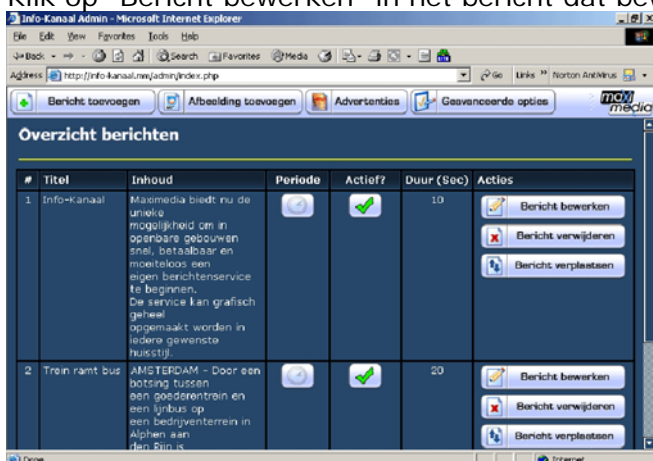 Klik op "Bericht bewerken" in het bericht dat bew
Info-Kanaal Admin - Microsoft Internet Explorer
File Edit View Favorites Tools Help
Back Search Favorites Media
Address http://info-kanaal.mm/admin/index.php Go Links » Norton AntiVirus
Bericht toevoegen Afbeelding toevoegen Advertenties Geavanceerde opties maxi media
Overzicht berichten
# Titel Inhoud Periode Actief? Duur (Sec) Acties
1 Info-Kanaal Maximedia biedt nu de 10 Bericht bewerken
unieke
mogelijkheid om in
openbare gebouwen Bericht verwijderen
snel, betaalbaar en
moeiteloos een Bericht verplaatsen
eigen berichtenservice
te beginnen.
De service kan grafisch
geheel
opgemaakt worden in
iedere gewenste
huisstijl.
2 Trein ramt bus AMSTERDAM - Door een 20 Bericht bewerken
botsing tussen
een goederentrein en
een lijnbus op Bericht verwijderen
een bedrijventerrein in
Alphen aan Bericht verplaatsen
den Rijn is
Done Internet